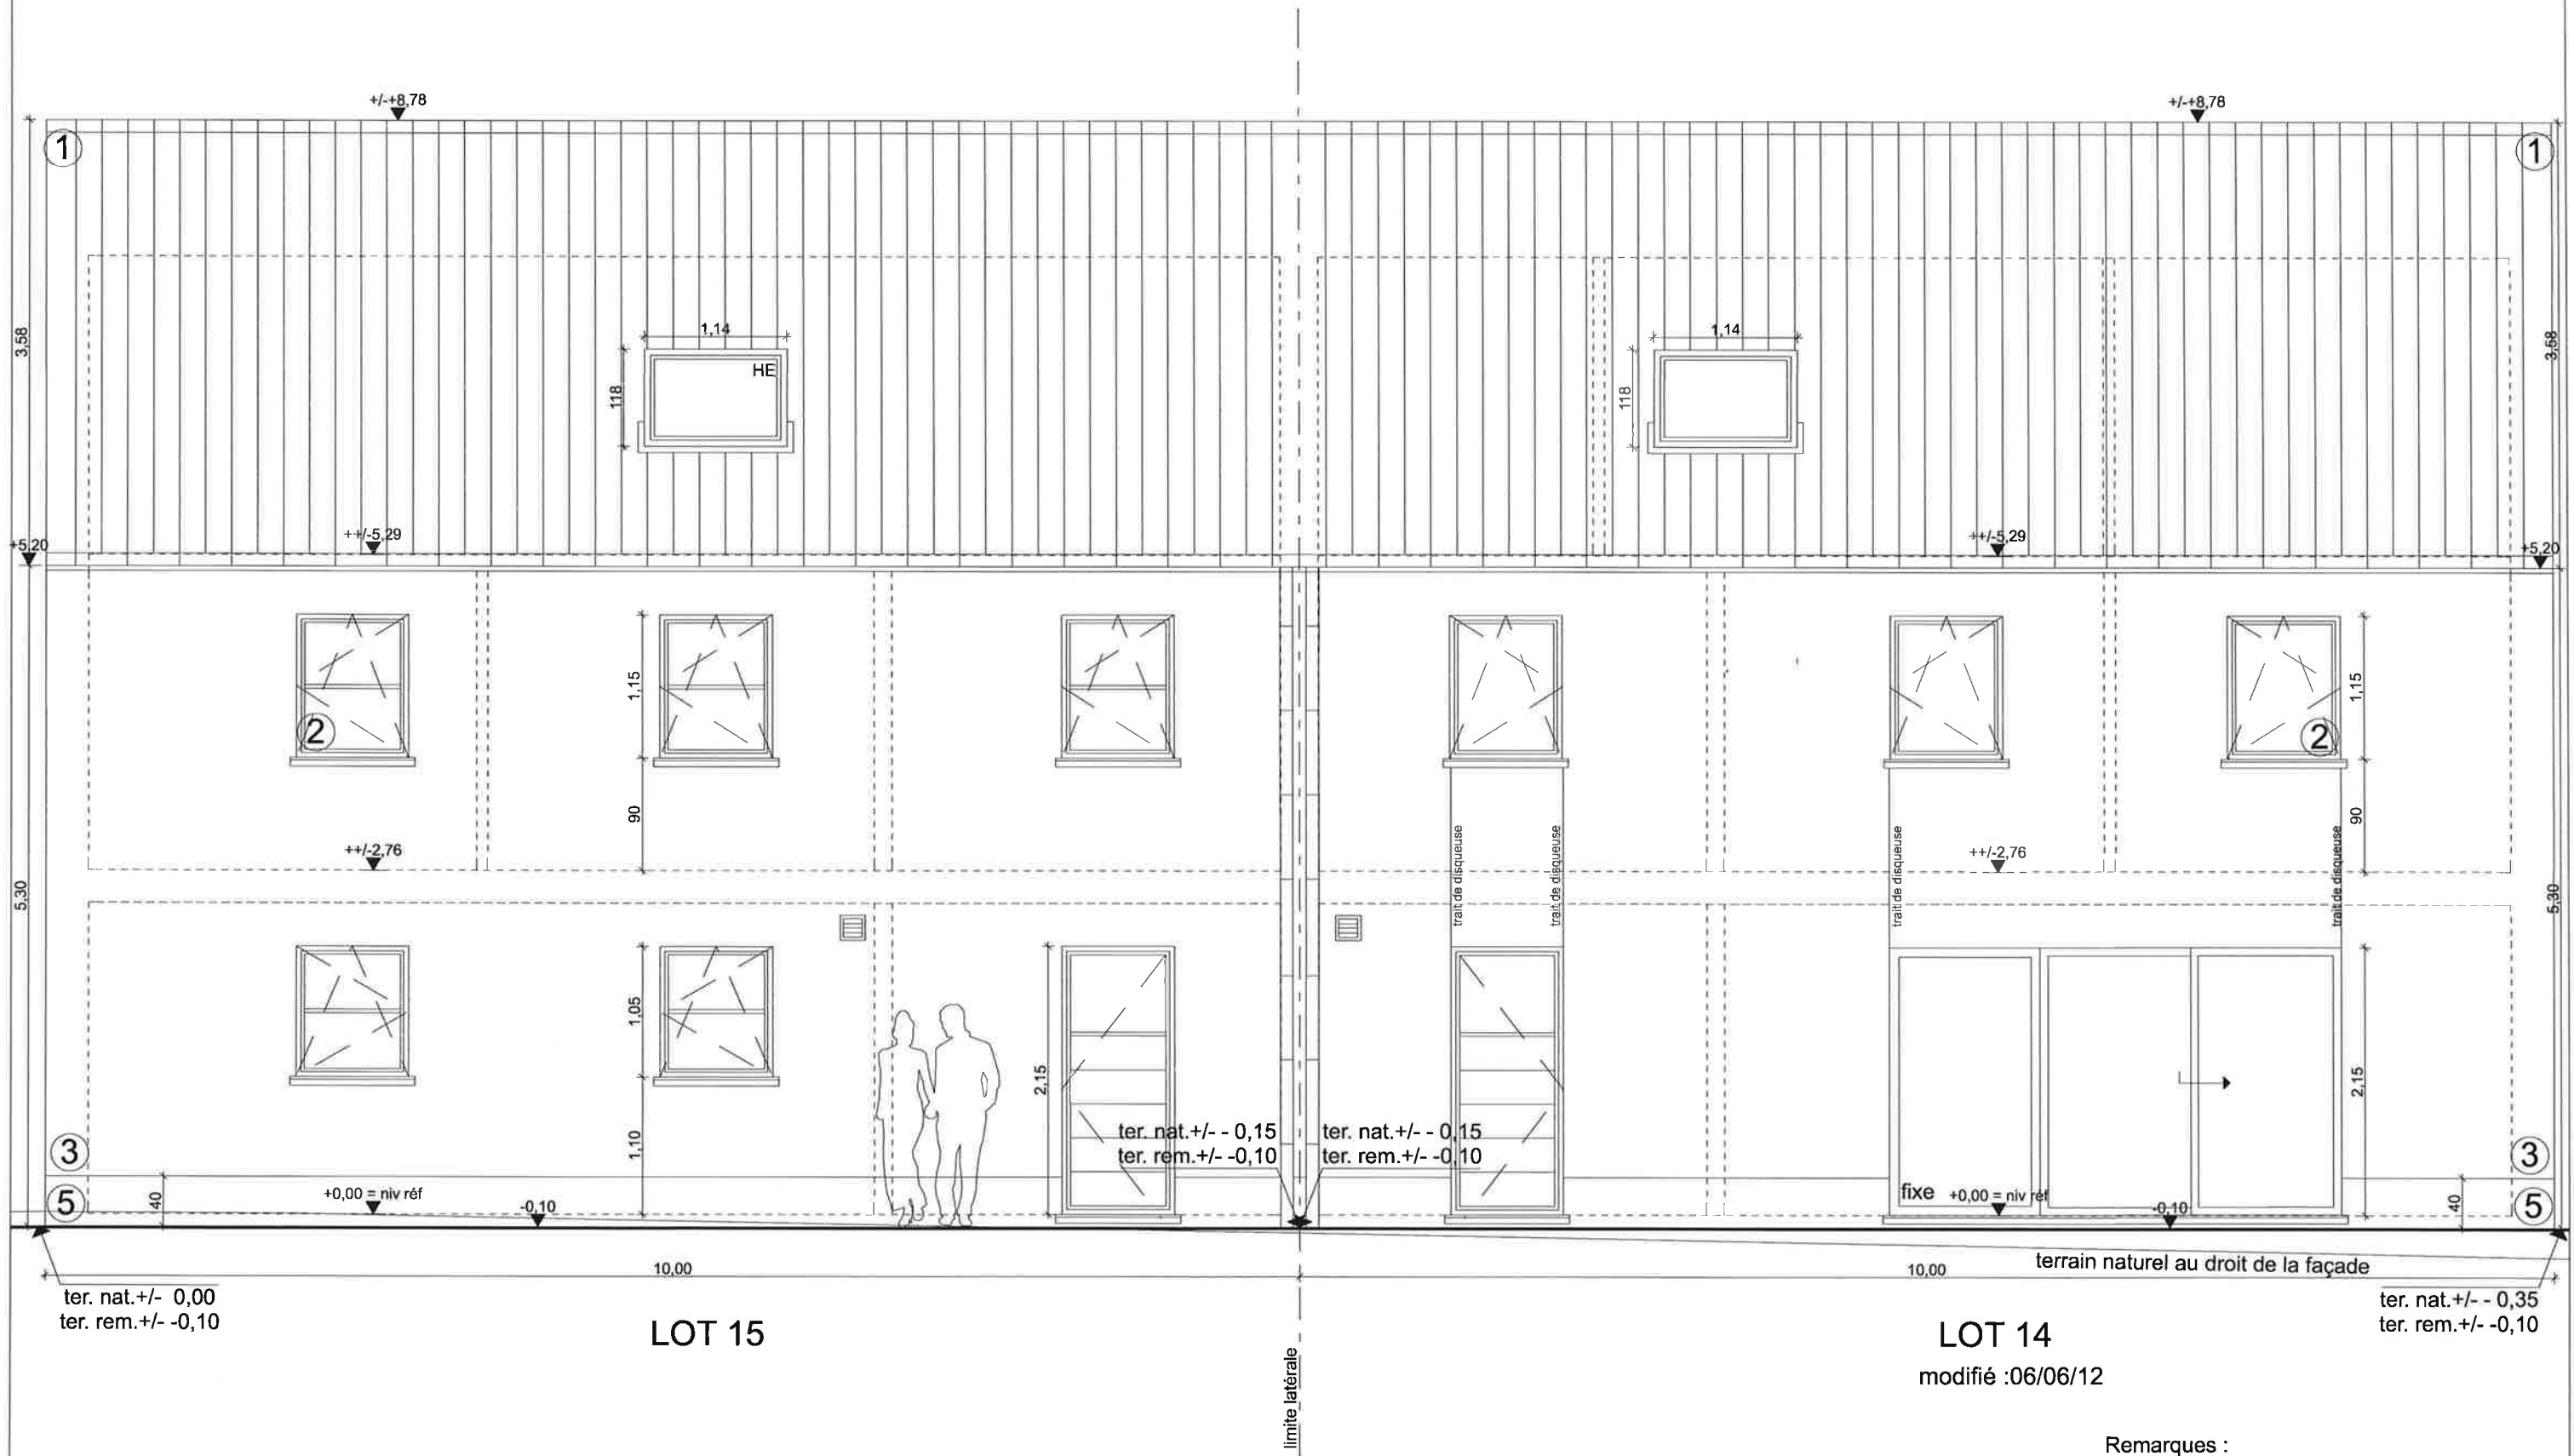 +/-+8,78
+/-+8,78
1
1
3,58
1,14
118
HE
1,14
118
3,58
+5,20
++/-5,29
++/-5,29
+5,20
1,15
1,15
2
2
90
90
++/-2,76
++/-2,76
trait de disqueuse
trait de disqueuse
trait de disqueuse
trait de disqueuse
5,30
5,30
1,05
2,15
2,15
1,10
ter. nat.+/- - 0,15
ter. rem.+/- -0,10
ter. nat.+/- - 0,15
ter. rem.+/- -0,10
3
3
5
40
+0,00 = niv réf
-0,10
fixe
+0,00 = niv réf
-0,10
40
5
10,00
10,00
terrain naturel au droit de la façade
ter. nat.+/- 0,00
ter. rem.+/- -0,10
ter. nat.+/- - 0,35
ter. rem.+/- -0,10
LOT 15
LOT 14
modifié :06/06/12
limite latérale
Remarques :